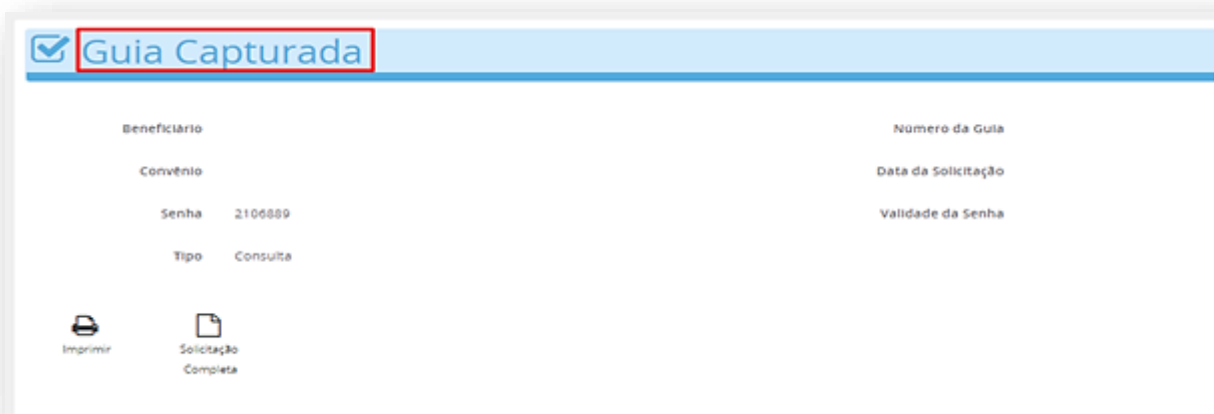 Guia Capturada
Beneficiário
Número da Guia
Convênio
Data da Solicitação
Senha 2106889
Validade da Senha
Tipo Consulta
Imprimir
Solicitação
Completa